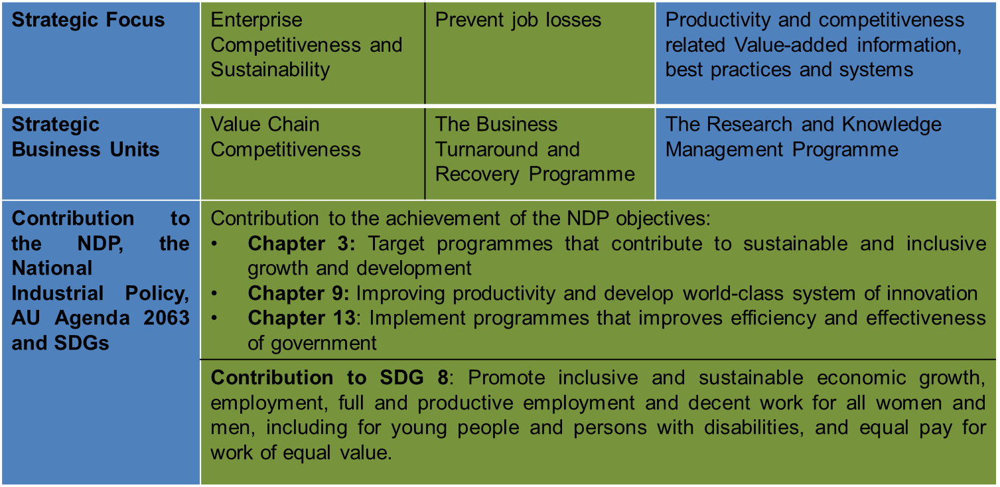 Strategic Focus
Enterprise
Competitiveness and
Sustainability
Prevent job losses
Productivity and competitiveness
related Value-added information,
best practices and systems
Strategic
Business Units
Value Chain
Competitiveness
The Business
Turnaround and
Recovery Programme
The Research and Knowledge
Management Programme
Contribution to
the NDP, the
National
Industrial Policy,
AU Agenda 2063
and SDGs
Contribution to the achievement of the NDP objectives:
• Chapter 3: Target programmes that contribute to sustainable and inclusive
growth and development
• Chapter 9: Improving productivity and develop world-class system of innovation
• Chapter 13: Implement programmes that improves efficiency and effectiveness
of government
Contribution to SDG 8: Promote inclusive and sustainable economic growth,
employment, full and productive employment and decent work for all women and
men, including for young people and persons with disabilities, and equal pay for
work of equal value.